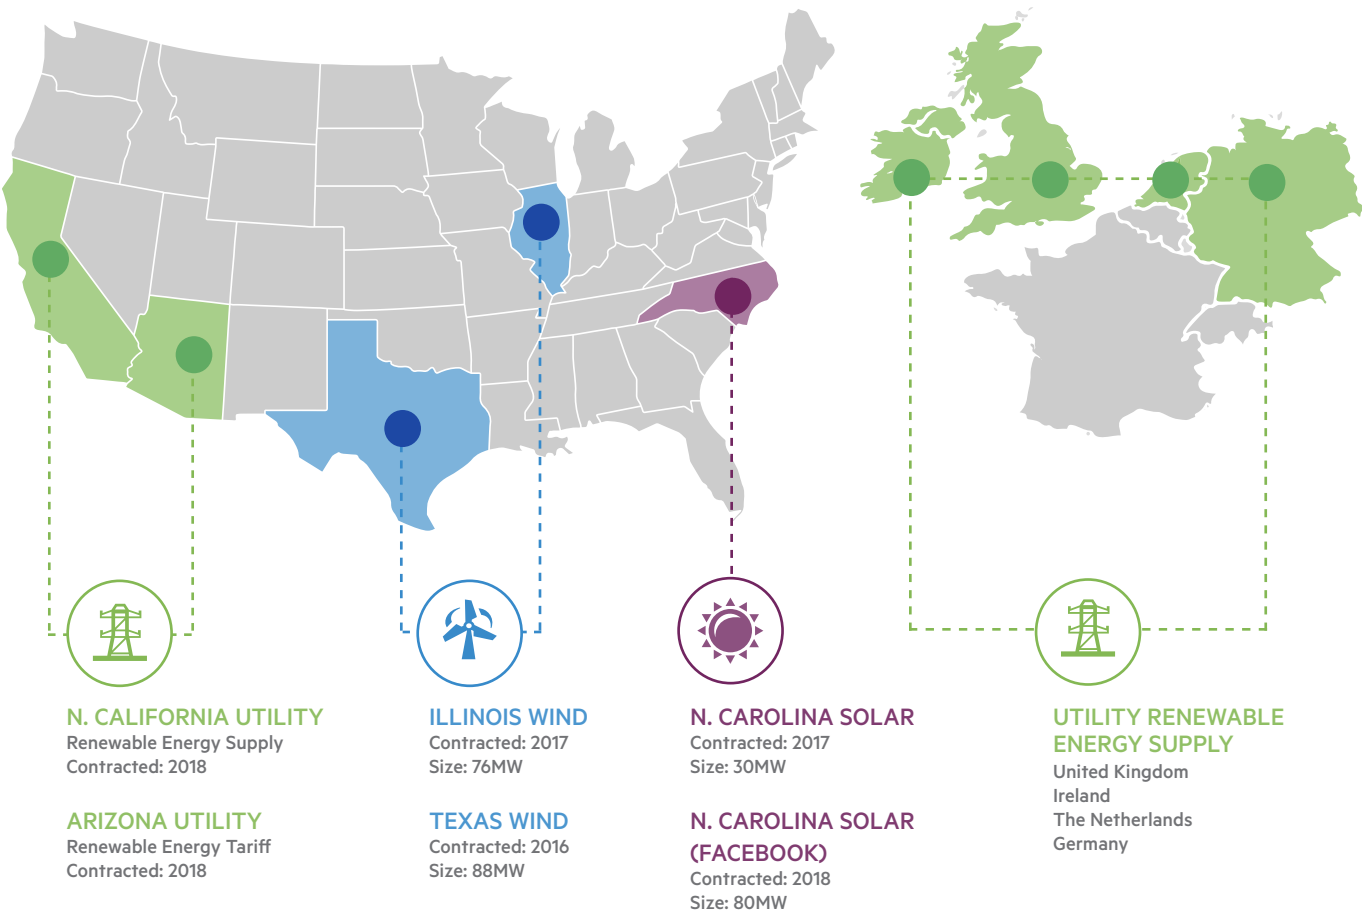 N. CALIFORNIA UTILITY
Renewable Energy Supply
Contracted: 2018
ARIZONA UTILITY
Renewable Energy Tariff
Contracted: 2018
ILLINOIS WIND
Contracted: 2017
Size: 76MW
TEXAS WIND
Contracted: 2016
Size: 88MW
N. CAROLINA SOLAR
Contracted: 2017
Size: 30MW
N. CAROLINA SOLAR
(FACEBOOK)
Contracted: 2018
Size: 80MW
UTILITY RENEWABLE
ENERGY SUPPLY
United Kingdom
Ireland
The Netherlands
Germany